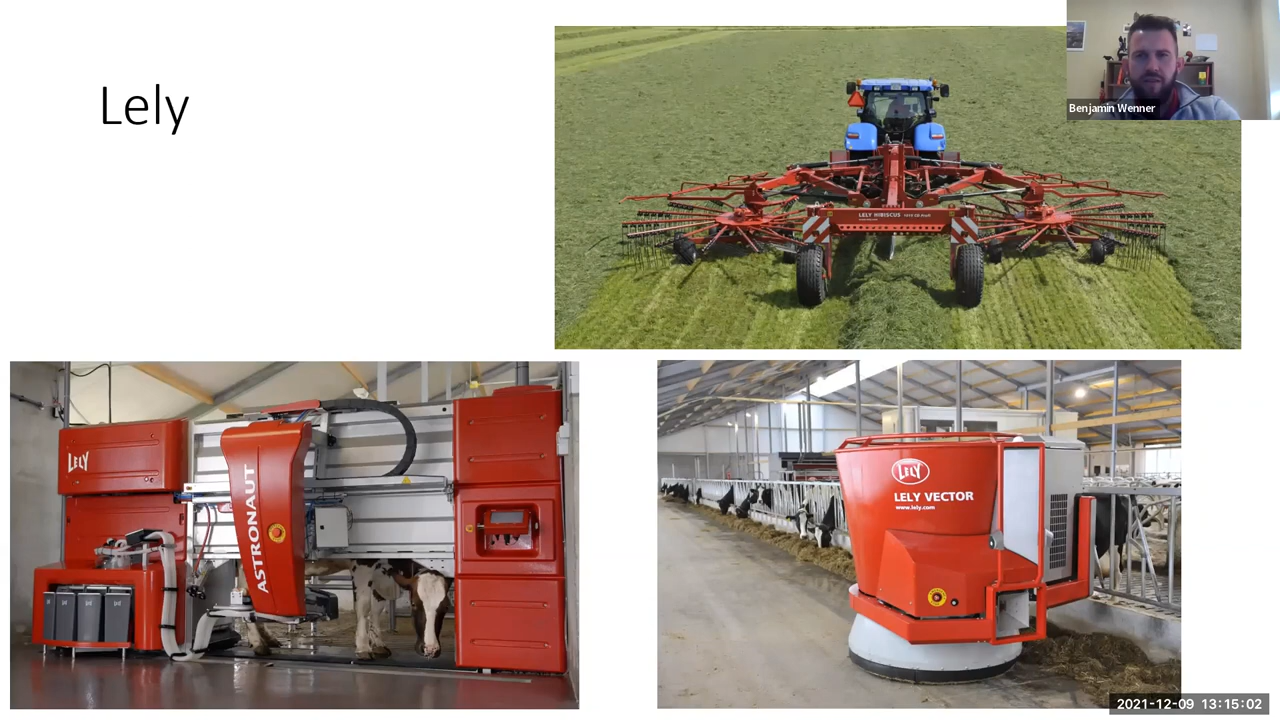 Lely
Benjamin Wenner
LELY HIBISCUS
LELY
ASTRONAUT
LELY
LELY VECTOR
www.lely.com
2021-12-09 13:15:02